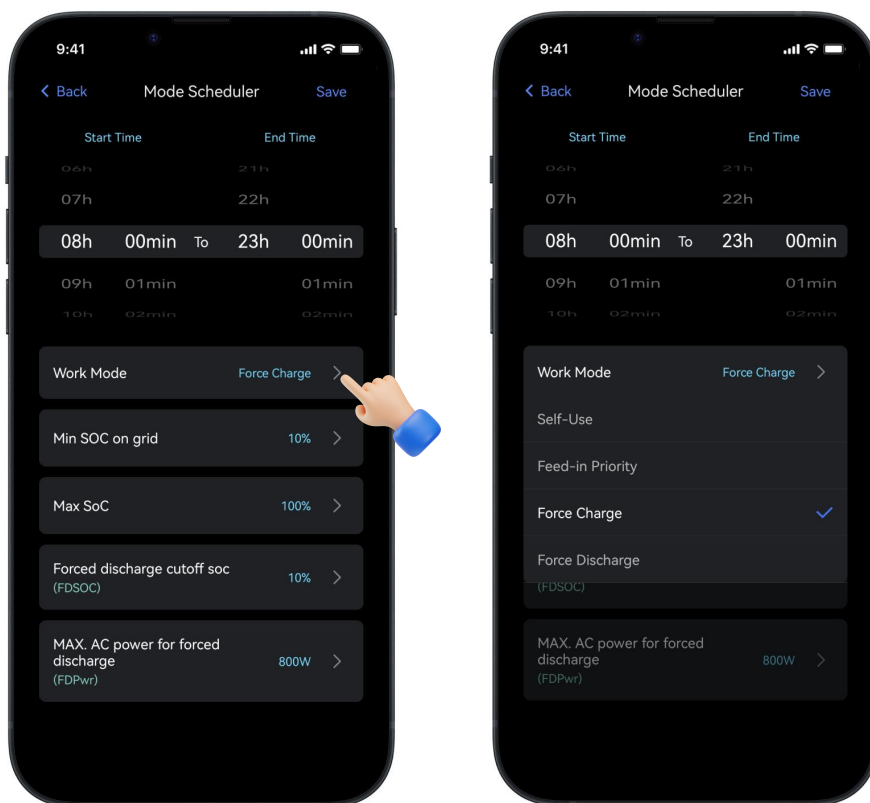 9:41
Back Mode Scheduler Save
Start Time End Time
06h 21h
07h 22h
08h 00min To 23h 00min
09h 01min 01min
10h 02min 02min
Work Mode Force Charge
Min SOC on grid 10%
Max SoC 100%
Forced discharge cutoff soc 10%
(FDSOC)
MAX. AC power for forced
discharge 800W
(FDPwr)
9:41
Back Mode Scheduler Save
Start Time End Time
06h 21h
07h 22h
08h 00min To 23h 00min
09h 01min 01min
10h 02min 02min
Work Mode Force Charge
Self-Use
Feed-in Priority
Force Charge
Force Discharge
(FDSOC)
MAX. AC power for forced
discharge 800W
(FDPwr)